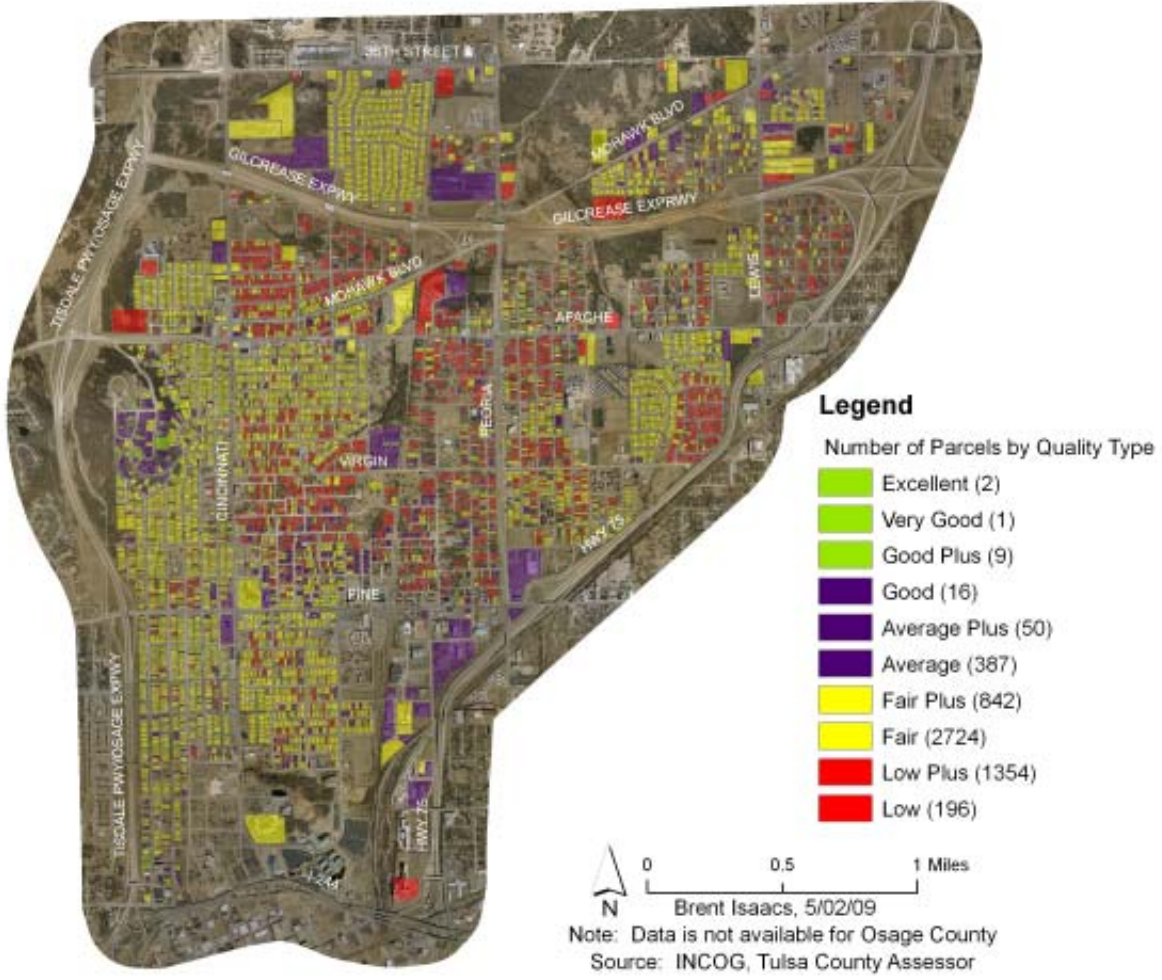 36TH STREET
MOHAWK BLVD
GILCREASE EXPWY
TISDALE PWY/OSAGE EXPWY
GILCREASE EXPRWY
MOHAWK BLVD
LEWIS
APACHE
PEORIA
CINCINNATI
VIRGIN
HWY 75
PINE
TISDALE PWY/OSAGE EXPWY
HWY 75
I-244
Legend
Number of Parcels by Quality Type
Excellent (2)
Very Good (1)
Good Plus (9)
Good (16)
Average Plus (50)
Average (387)
Fair Plus (842)
Fair (2724)
Low Plus (1354)
Low (196)
0 0.5 1 Miles
N
Brent Isaacs, 5/02/09
Note: Data is not available for Osage County
Source: INCOG, Tulsa County Assessor